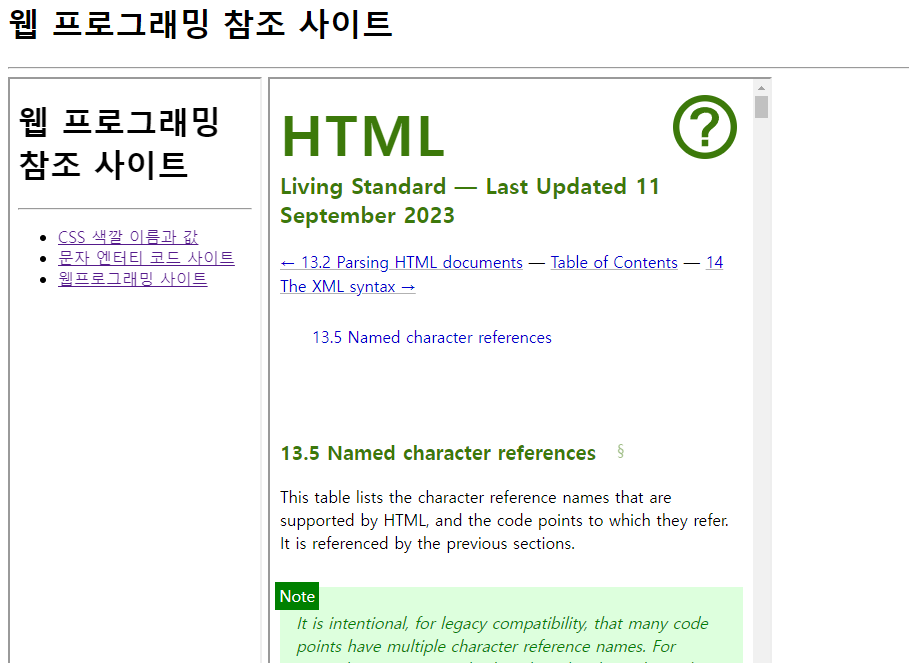 웹 프로그래밍 참조 사이트
웹 프로그래밍
참조 사이트
CSS 색깔 이름과 값
문자 엔터티 코드 사이트
웹프로그래밍 사이트
HTML
Living Standard — Last Updated 11
September 2023
← 13.2 Parsing HTML documents — Table of Contents — 14
The XML syntax →
13.5 Named character references
13.5 Named character references §
This table lists the character reference names that are
supported by HTML, and the code points to which they refer.
It is referenced by the previous sections.
Note
It is intentional, for legacy compatibility, that many code
points have multiple character reference names. For